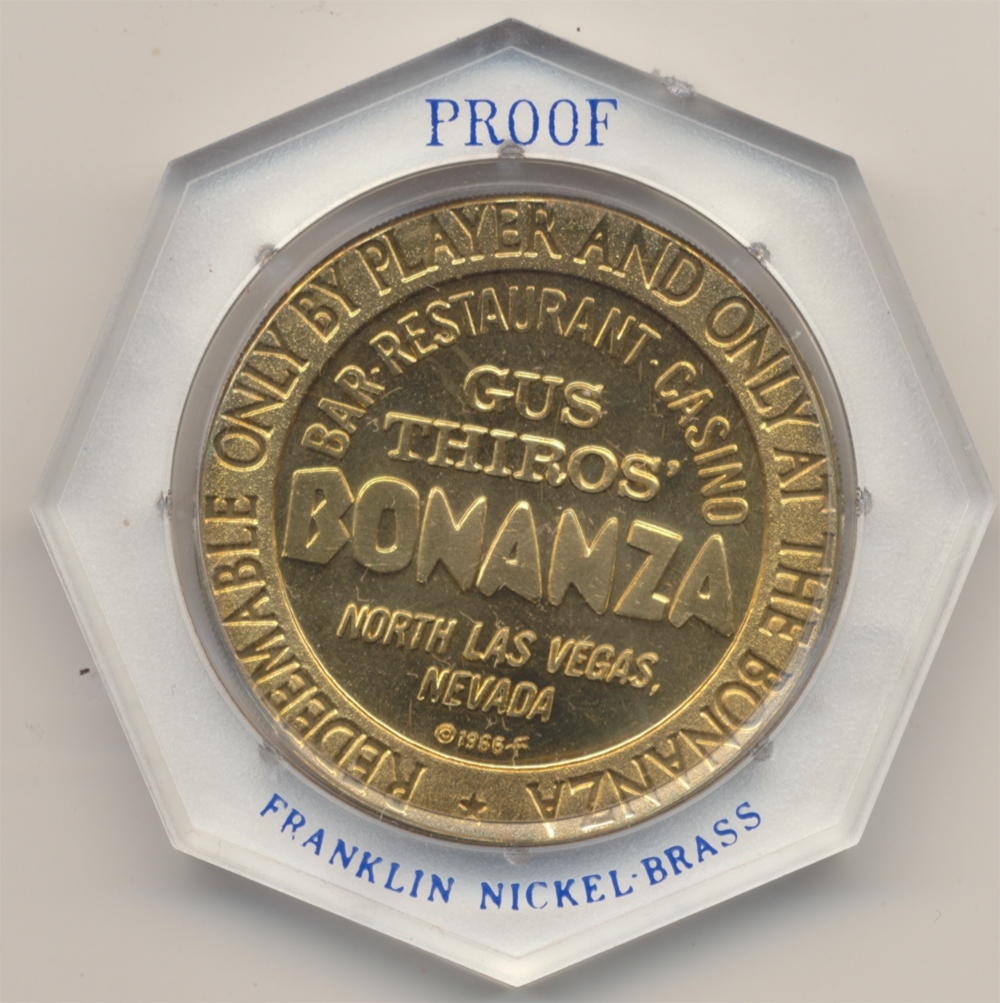 PROOF
REDEEMABLE ONLY BY PLAYER AND ONLY AT THE BONANZA ★
BAR·RESTAURANT·CASINO
GUS
THIROS'
BONANZA
NORTH LAS VEGAS,
NEVADA
©1966 F
FRANKLIN NICKEL-BRASS